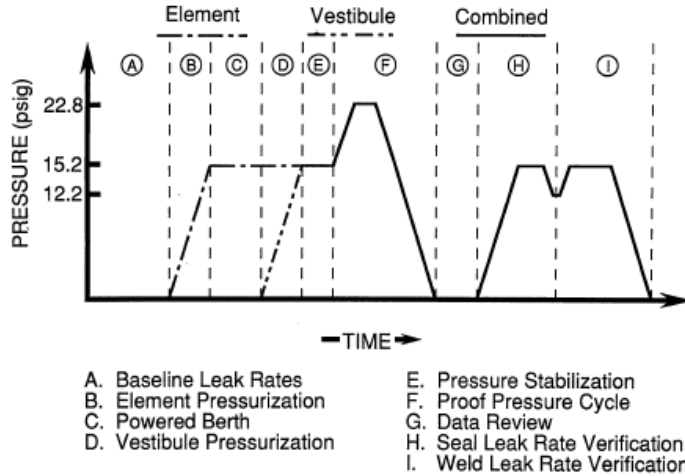 Element Vestibule Combined
A B C D E F G H I
PRESSURE (psig)
22.8
15.2
12.2
TIME
A. Baseline Leak Rates
B. Element Pressurization
C. Powered Berth
D. Vestibule Pressurization
E. Pressure Stabilization
F. Proof Pressure Cycle
G. Data Review
H. Seal Leak Rate Verification
I. Weld Leak Rate Verification